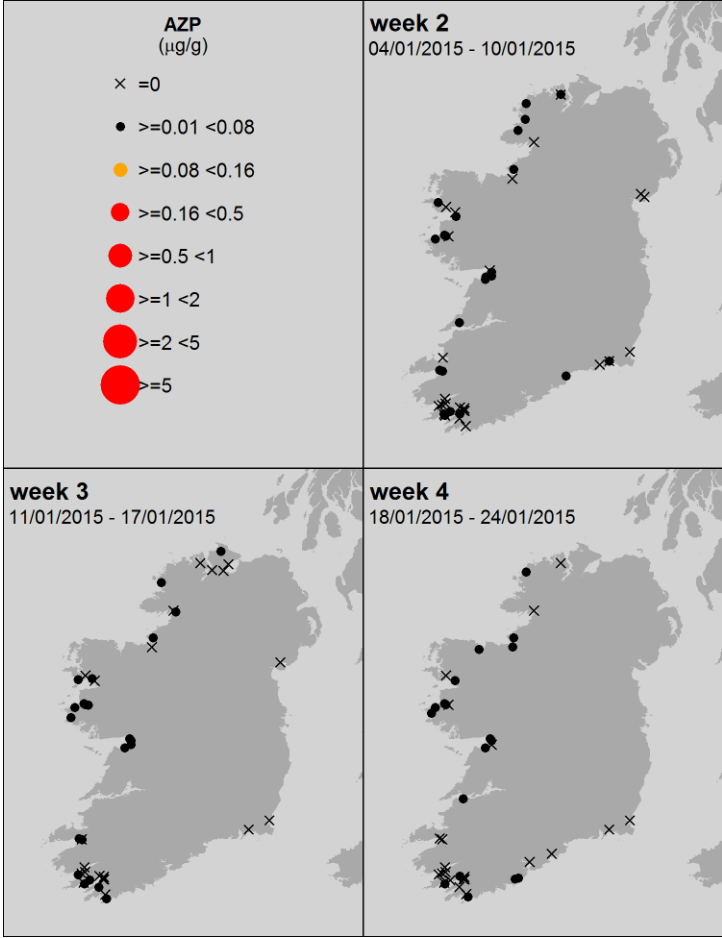 AZP
(μg/g)
=0
>=0.01 <0.08
>=0.08 <0.16
>=0.16 <0.5
>=0.5 <1
>=1 <2
>=2 <5
>=5
week 2
04/01/2015 - 10/01/2015
week 3
11/01/2015 - 17/01/2015
week 4
18/01/2015 - 24/01/2015